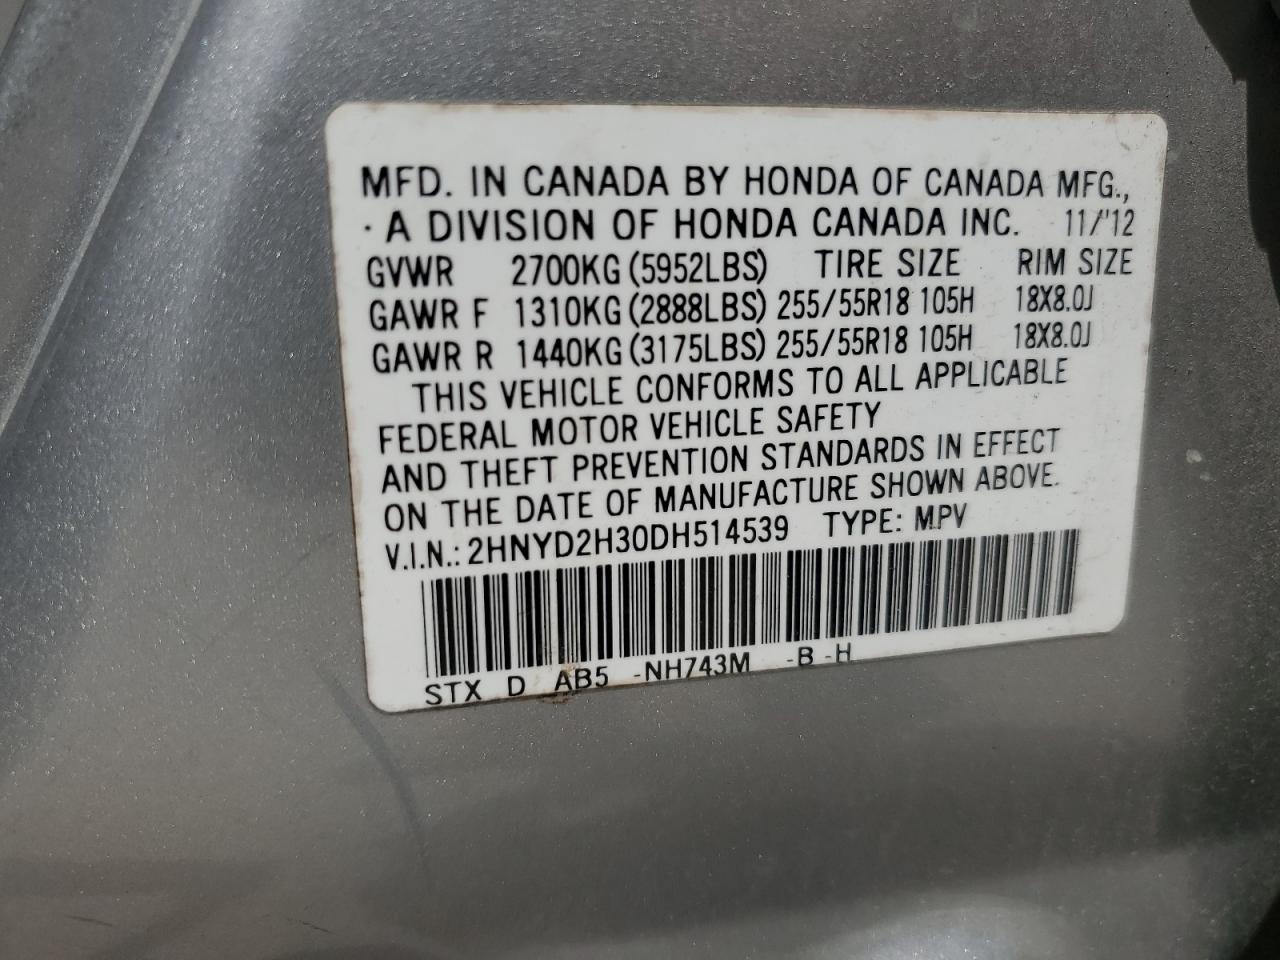 MFD. IN CANADA BY HONDA OF CANADA MFG.,
· A DIVISION OF HONDA CANADA INC. 11/'12
GVWR 2700KG (5952LBS) TIRE SIZE RIM SIZE
GAWR F 1310KG (2888LBS) 255/55R18 105H 18X8.0J
GAWR R 1440KG (3175LBS) 255/55R18 105H 18X8.0J
THIS VEHICLE CONFORMS TO ALL APPLICABLE
FEDERAL MOTOR VEHICLE SAFETY
AND THEFT PREVENTION STANDARDS IN EFFECT
ON THE DATE OF MANUFACTURE SHOWN ABOVE.
V.I.N.: 2HNYD2H30DH514539 TYPE: MPV
STX D AB5 -NH743M -B -H